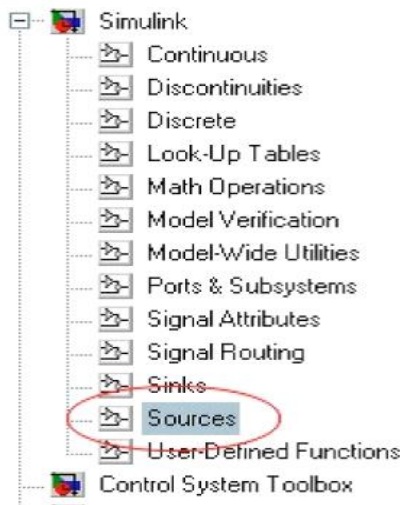 Simulink
Continuous
Discontinuities
Discrete
Look-Up Tables
Math Operations
Model Verification
Model-Wide Utilities
Ports & Subsystems
Signal Attributes
Signal Routing
Sinks
Sources
User-Defined Functions
Control System Toolbox